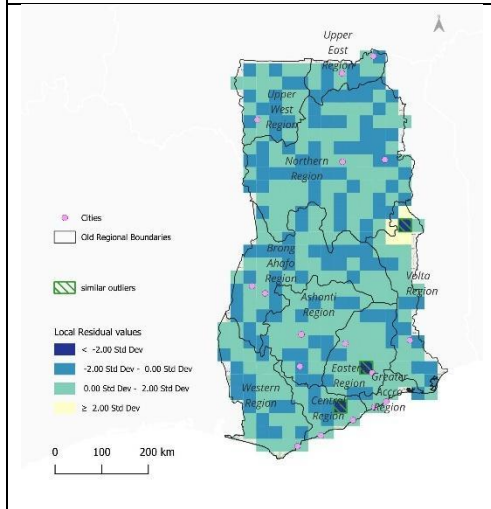 Upper
East
Region
Upper
West
Region
Northern
Region
Brong
Ahafo
Region
Volta
Region
Ashanti
Region
Eastern
Region
Greater
Accra
Region
Central
Region
Western
Region
Cities
Old Regional Boundaries
similar outliers
Local Residual values
< -2.00 Std Dev
-2.00 Std Dev - 0.00 Std Dev
0.00 Std Dev - 2.00 Std Dev
≥ 2.00 Std Dev
0 100 200 km